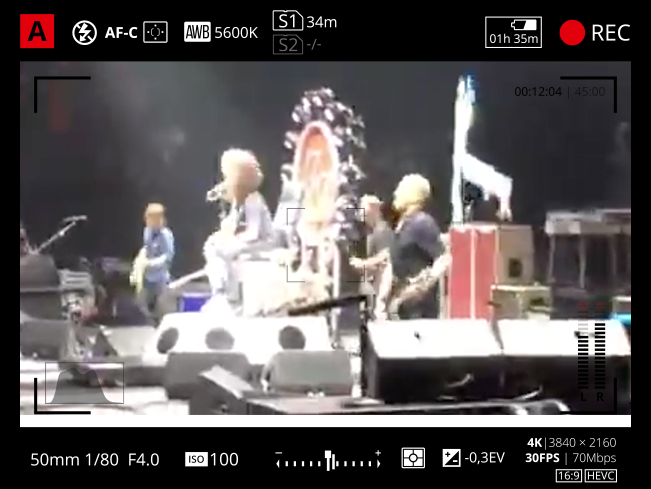 A AF-C AWB 5600K S1 34m 01h 35m REC
S2 -/-
00:12:04 | 45:00
L R
50mm 1/80 F4.0 ISO 100 - + -0,3EV
4K|3840 × 2160
30FPS | 70Mbps
16:9 HEVC